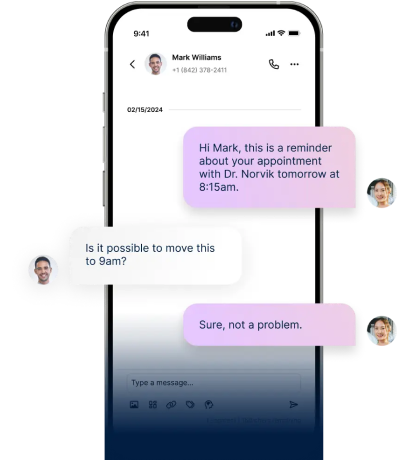 9:41
Mark Williams
+1 (842) 378-2411
02/15/2024
Hi Mark, this is a reminder
about your appointment
with Dr. Norvik tomorrow at
8:15am.
Is it possible to move this
to 9am?
Sure, not a problem.
Type a message...